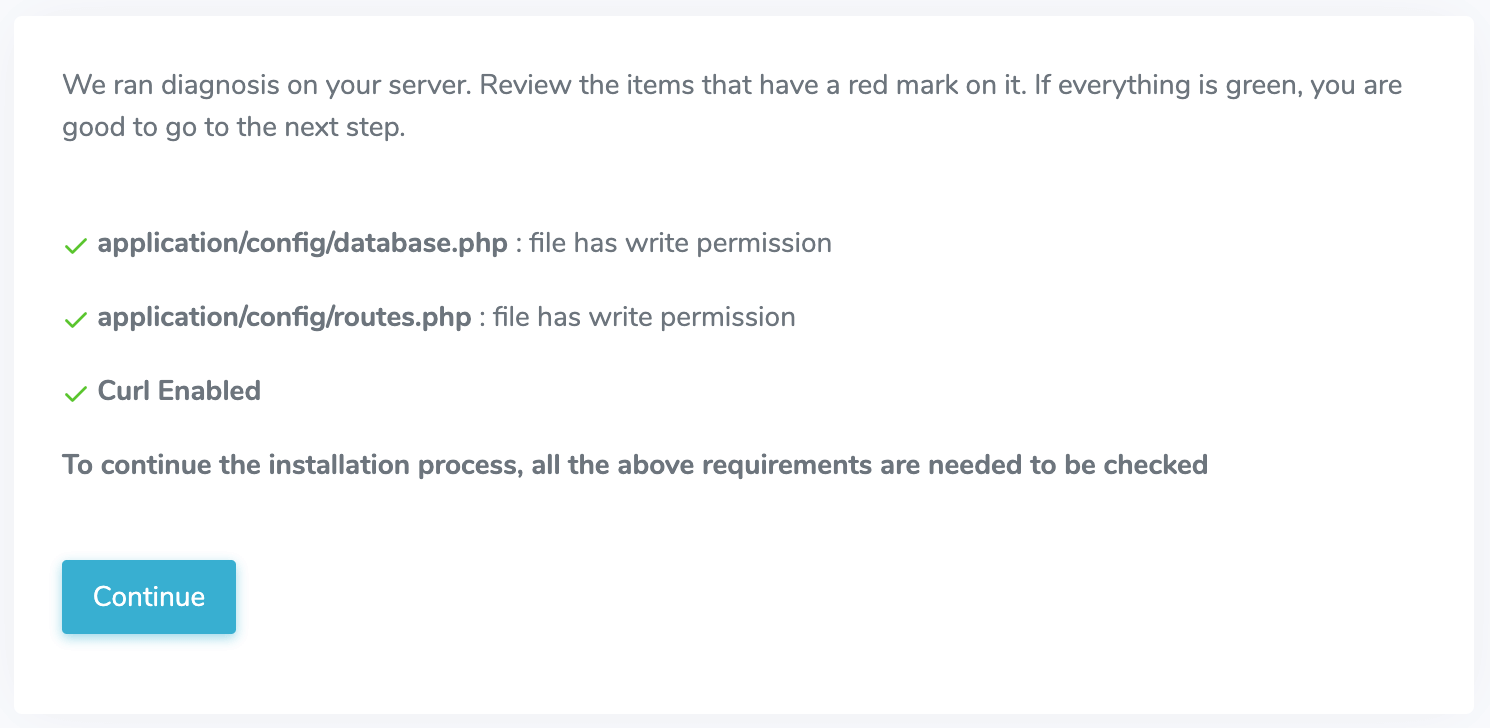 We ran diagnosis on your server. Review the items that have a red mark on it. If everything is green, you are
good to go to the next step.
application/config/database.php : file has write permission
application/config/routes.php : file has write permission
Curl Enabled
To continue the installation process, all the above requirements are needed to be checked
Continue